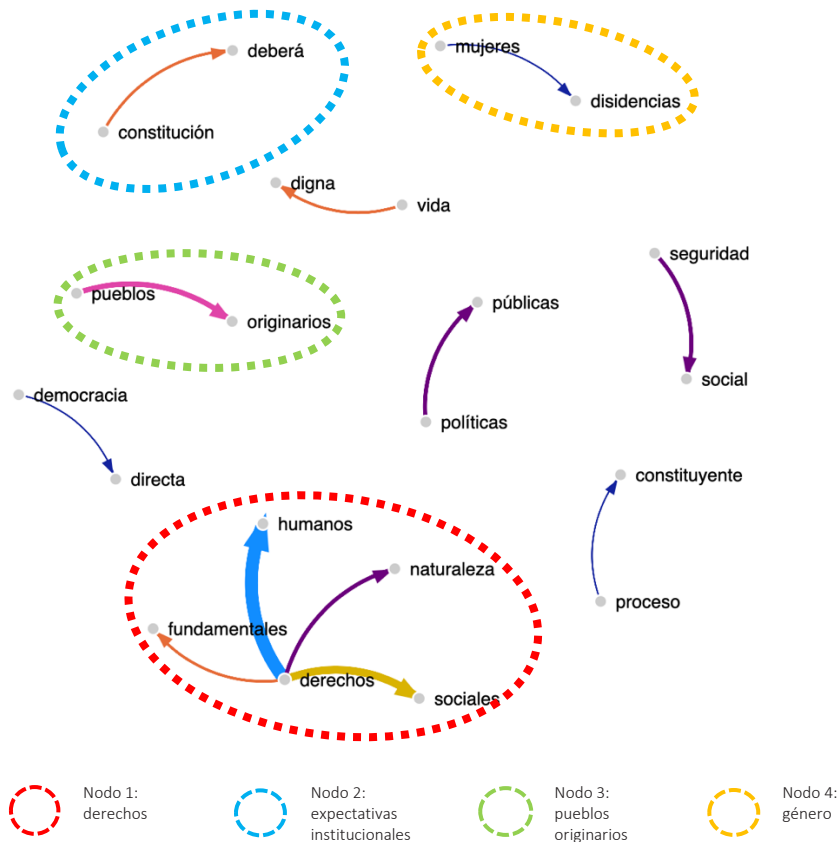 deberá
mujeres
disidencias
constitución
digna
vida
seguridad
pueblos
públicas
originarios
social
democracia
políticas
directa
constituyente
humanos
naturaleza
proceso
fundamentales
derechos
sociales
Nodo 1:
derechos
Nodo 2:
expectativas
institucionales
Nodo 3:
pueblos
originarios
Nodo 4:
género